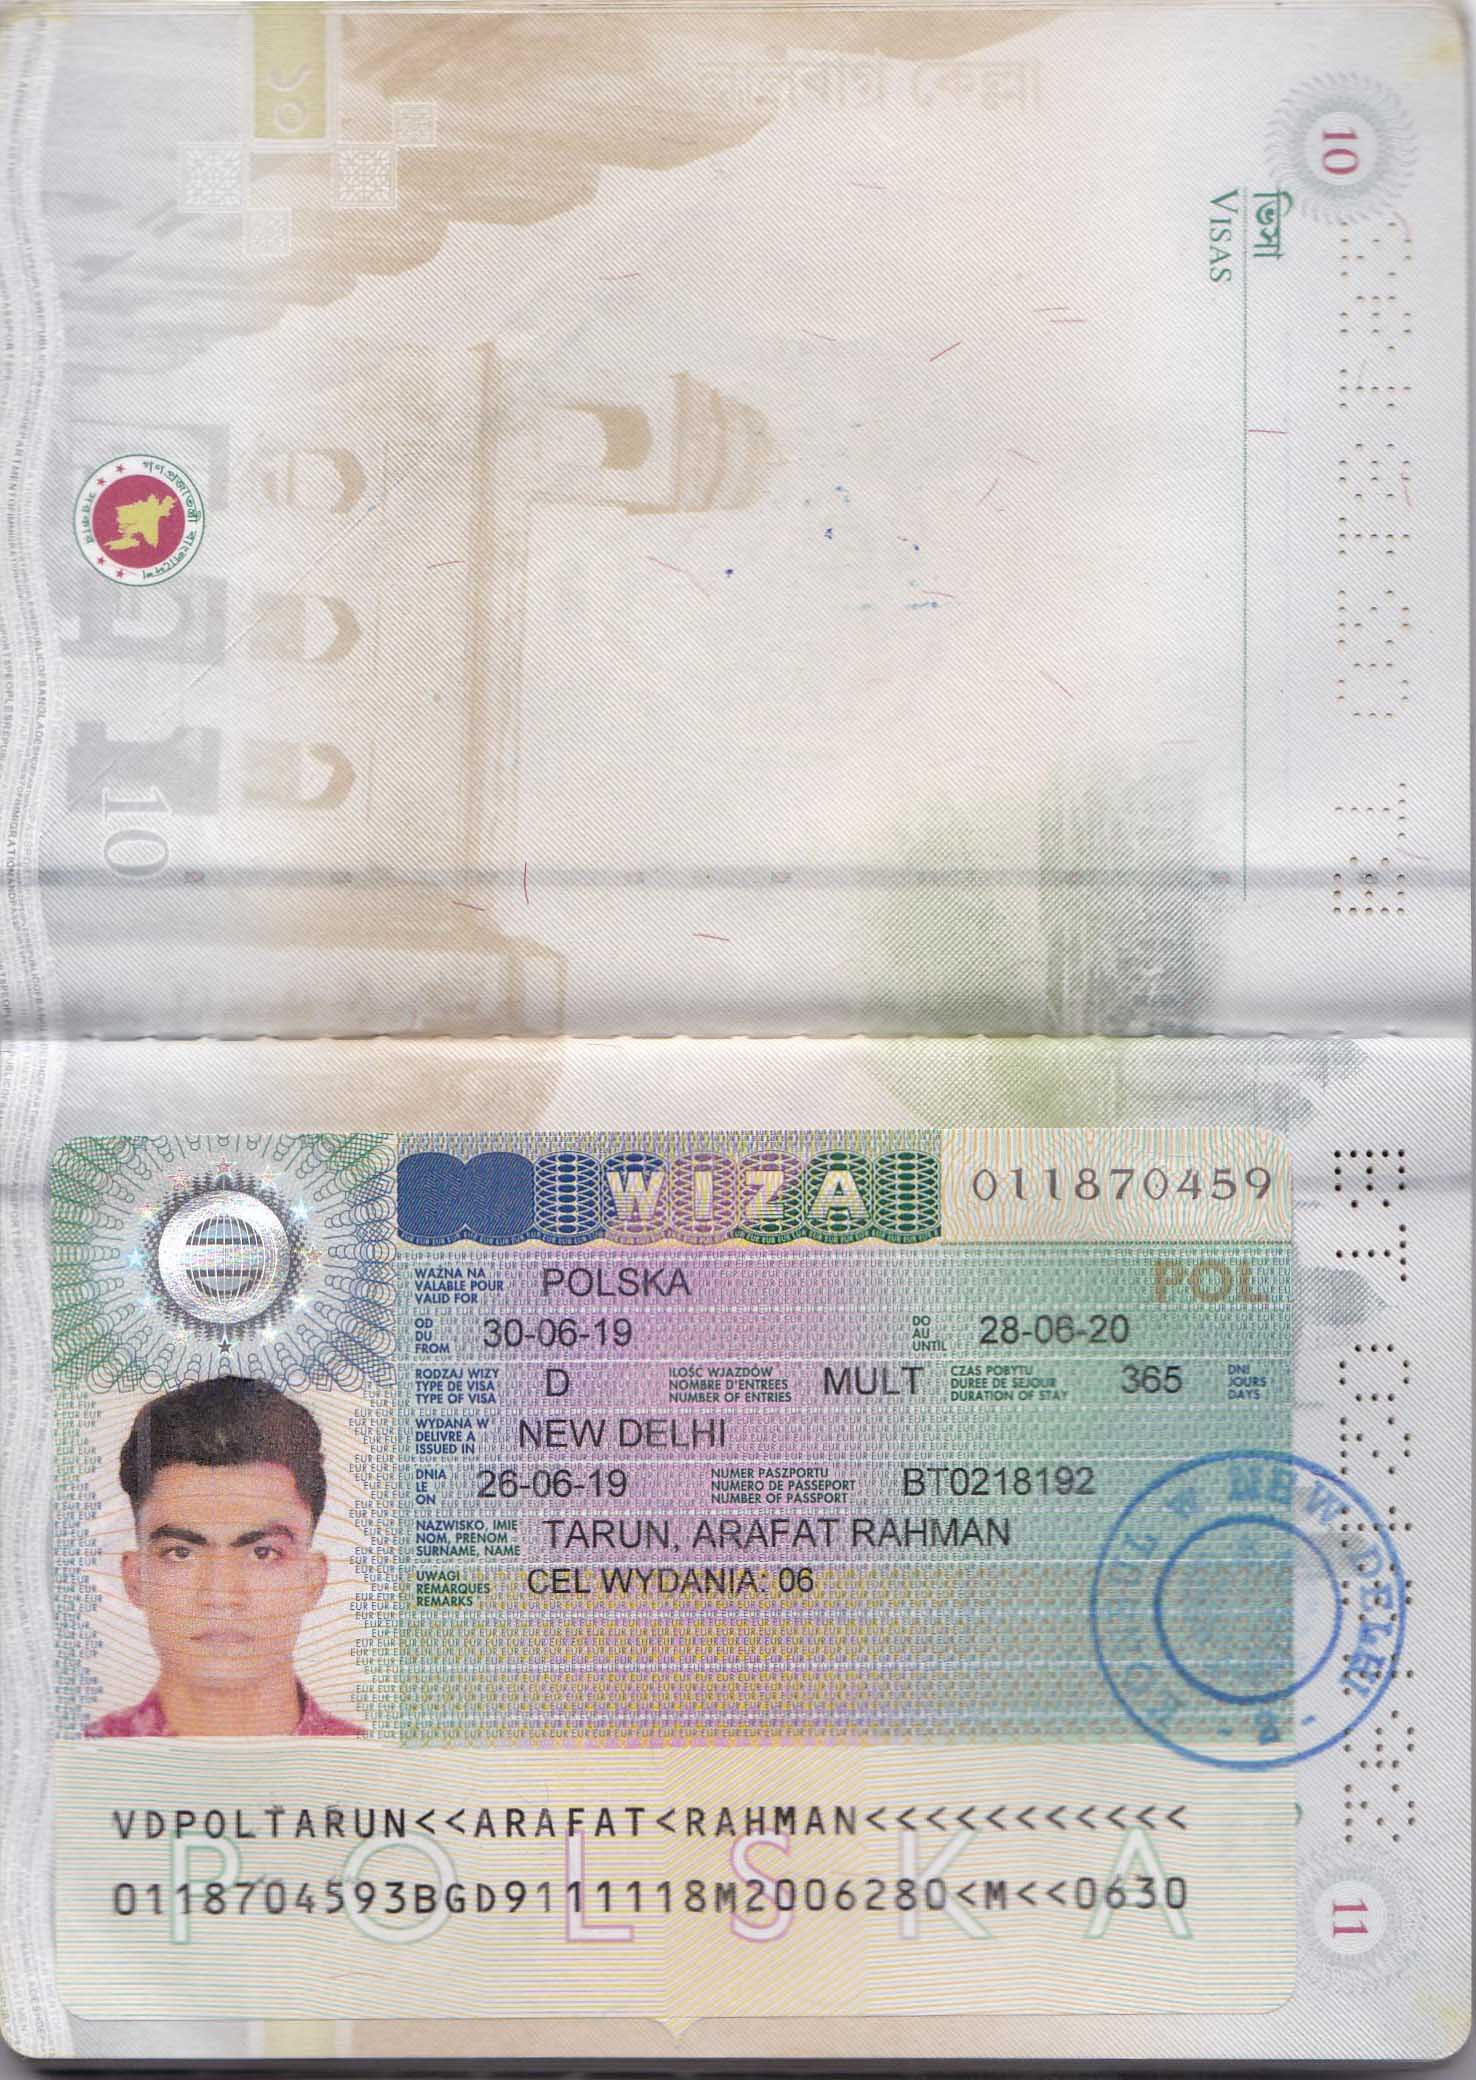 লালবাগ কেল্লা
১০
10
ভিসা
VISAS
10
WIZA
011870459
WAŻNA NA
VALABLE POUR
VALID FOR
POLSKA
POL
OD
DU
FROM
30-06-19
DO
AU
UNTIL
28-06-20
RODZAJ WIZY
TYPE DE VISA
TYPE OF VISA
D
ILOŚĆ WJAZDÓW
NOMBRE D'ENTREES
NUMBER OF ENTRIES
MULT
CZAS POBYTU
DUREE DE SEJOUR
DURATION OF STAY
365
DNI
JOURS
DAYS
WYDANA W
DELIVRE A
ISSUED IN
NEW DELHI
DNIA
LE
ON
26-06-19
NUMER PASZPORTU
NUMERO DE PASSEPORT
NUMBER OF PASSPORT
BT0218192
NAZWISKO, IMIE
NOM, PRENOM
SURNAME, NAME
TARUN, ARAFAT RAHMAN
UWAGI
REMARQUES
REMARKS
CEL WYDANIA: 06
NEW DELHI
VDPOLTARUN<<ARAFAT<RAHMAN<<<<<<<<<<<
0118704593BGD9111118M2006280<M<<0630
POLSKA
11